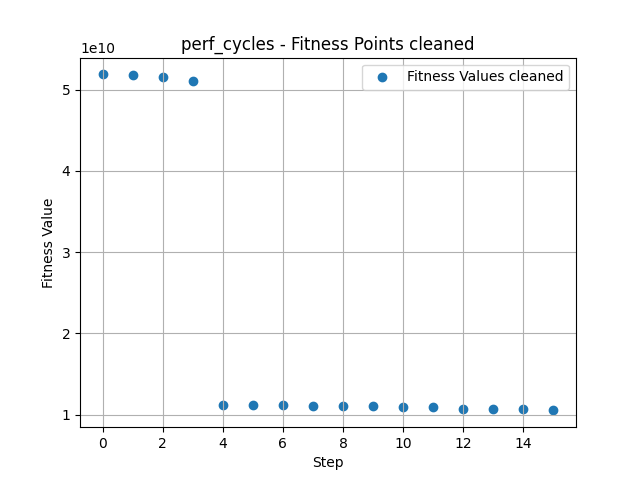 perf_cycles - Fitness Points cleaned
1e10
Fitness Values cleaned
5
4
3
2
1
Fitness Value
0 2 4 6 8 10 12 14
Step